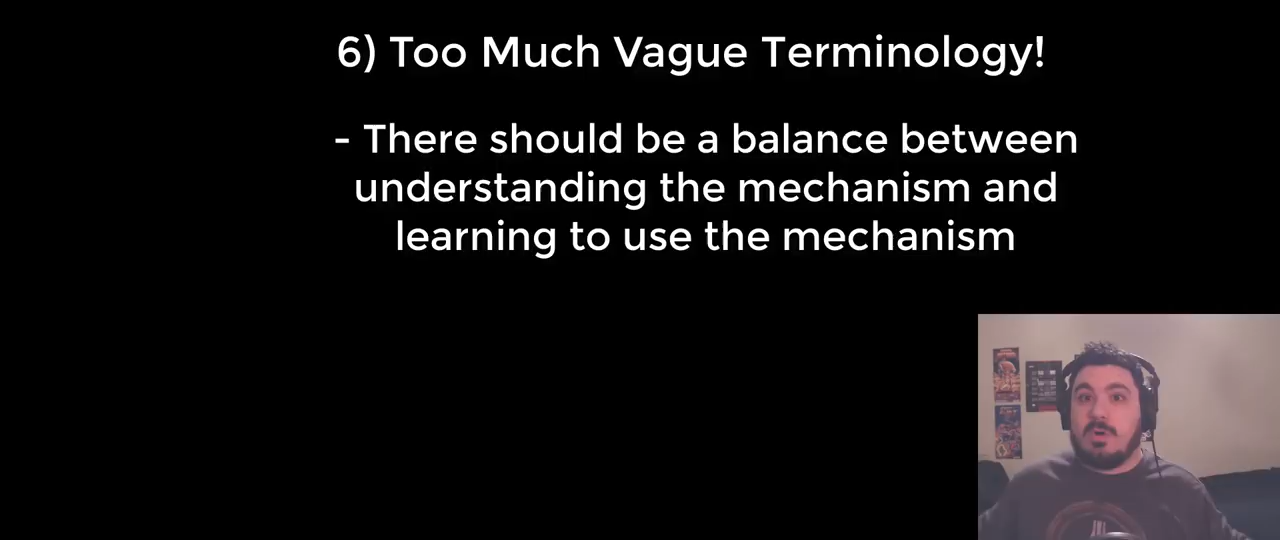 6) Too Much Vague Terminology!
- There should be a balance between
understanding the mechanism and
learning to use the mechanism